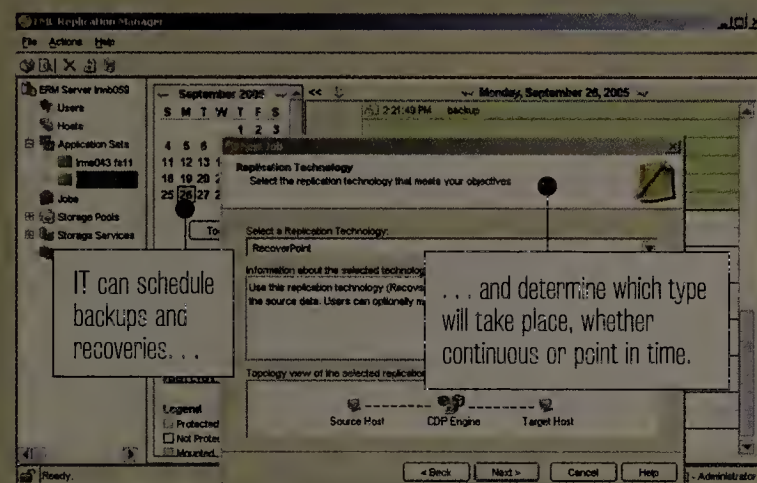 EMC Replication Manager
File Actions Help
ERM Server lrmb059
Users
Hosts
Application Sets
lrma043 fs11
Jobs
Storage Pools
Storage Services
September 2005
S M T W T F S
1 2 3
4 5 6
11 12 13
18 19 20
25 26 27
<<
Monday, September 26, 2005
2:21:49 PM backup
Job
Replication Technology
Select the replication technology that meets your objectives
Select a Replication Technology:
RecoverPoint
Information about the selected technology
Use this replication technology
the source data. Users can optionally
Topology view of the selected replication
Source Host CDP Engine Target Host
IT can schedule
backups and
recoveries. . .
. . . and determine which type
will take place, whether
continuous or point in time.
Legend
Protected
Not
Mounted
< Back Next > Cancel Help
Ready.
- Administrator